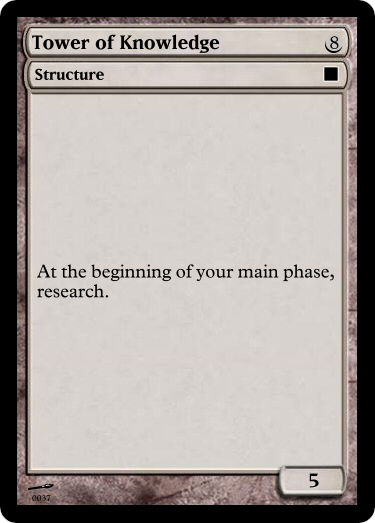 Tower of Knowledge 8
Structure
At the beginning of your main phase,
research.
5
0037